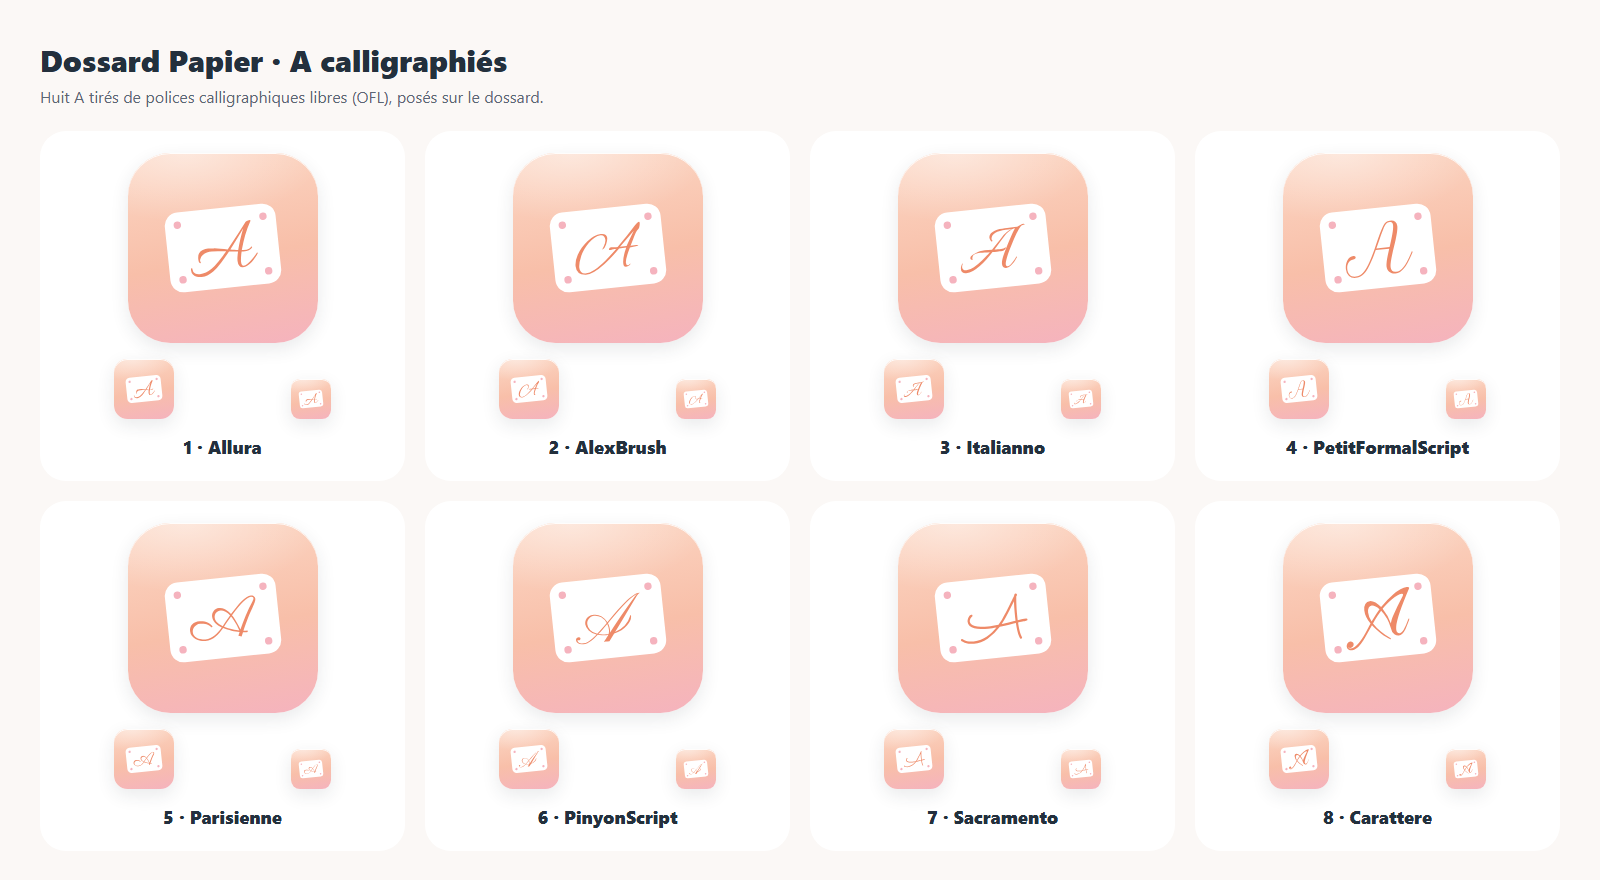 Dossard Papier · A calligraphiés
Huit A tirés de polices calligraphiques libres (OFL), posés sur le dossard.
A A A A
A A A A A A A A
1 · Allura 2 · AlexBrush 3 · Italianno 4 · PetitFormalScript
A A A A
A A A A A A A A
5 · Parisienne 6 · PinyonScript 7 · Sacramento 8 · Carattere